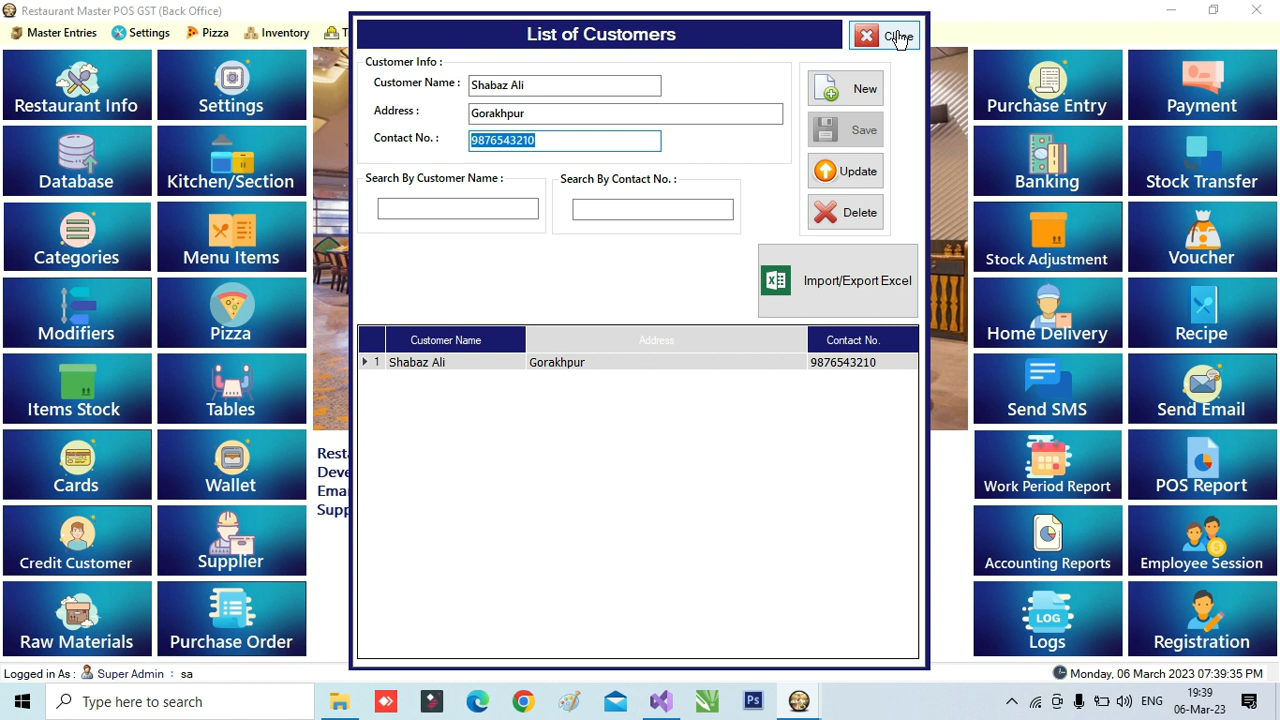 Restaurant Master POS GST (Back Office)
Master Entries
Settings
Pizza
Inventory
List of Customers
Customer Info :
Customer Name :
Shabaz Ali
Address :
Gorakhpur
Contact No. :
9876543210
New
Save
Update
Delete
Search By Customer Name :
Search By Contact No. :
Import/Export Excel
Customer Name
Address
Contact No.
1
Shabaz Ali
Gorakhpur
9876543210
Restaurant Info
Settings
Database
Kitchen/Section
Categories
Menu Items
Modifiers
Pizza
Items Stock
Tables
Cards
Wallet
Credit Customer
Supplier
Raw Materials
Purchase Order
Purchase Entry
Payment
Banking
Stock Transfer
Stock Adjustment
Voucher
Home Delivery
Recipe
Send SMS
Send Email
Work Period Report
POS Report
Accounting Reports
Employee Session
LOG
Logs
Registration
Logged in As :
Super Admin
:
sa
Monday, 06 March 2023 07:39:35 PM
Type here to search
Ps
ENG
19:39
06-Mar-23